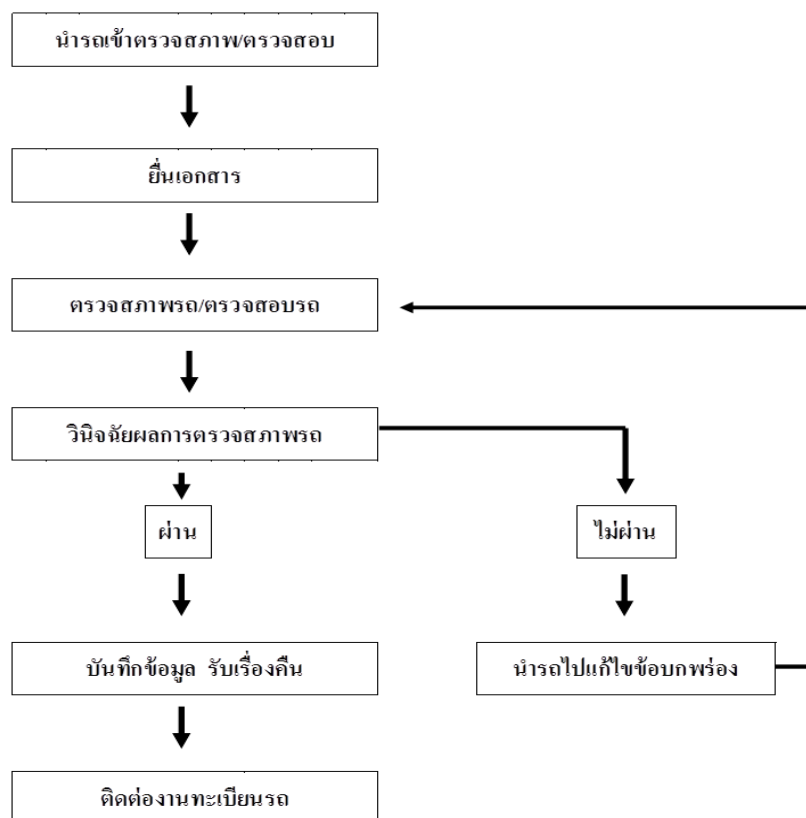 นำรถเข้าตรวจสภาพ/ตรวจสอบ
ยื่นเอกสาร
ตรวจสภาพรถ/ตรวจสอบรถ
วินิจฉัยผลการตรวจสภาพรถ
ผ่าน
ไม่ผ่าน
บันทึกข้อมูล รับเรื่องคืน
นำรถไปแก้ไขข้อบกพร่อง
ติดต่องานทะเบียนรถ